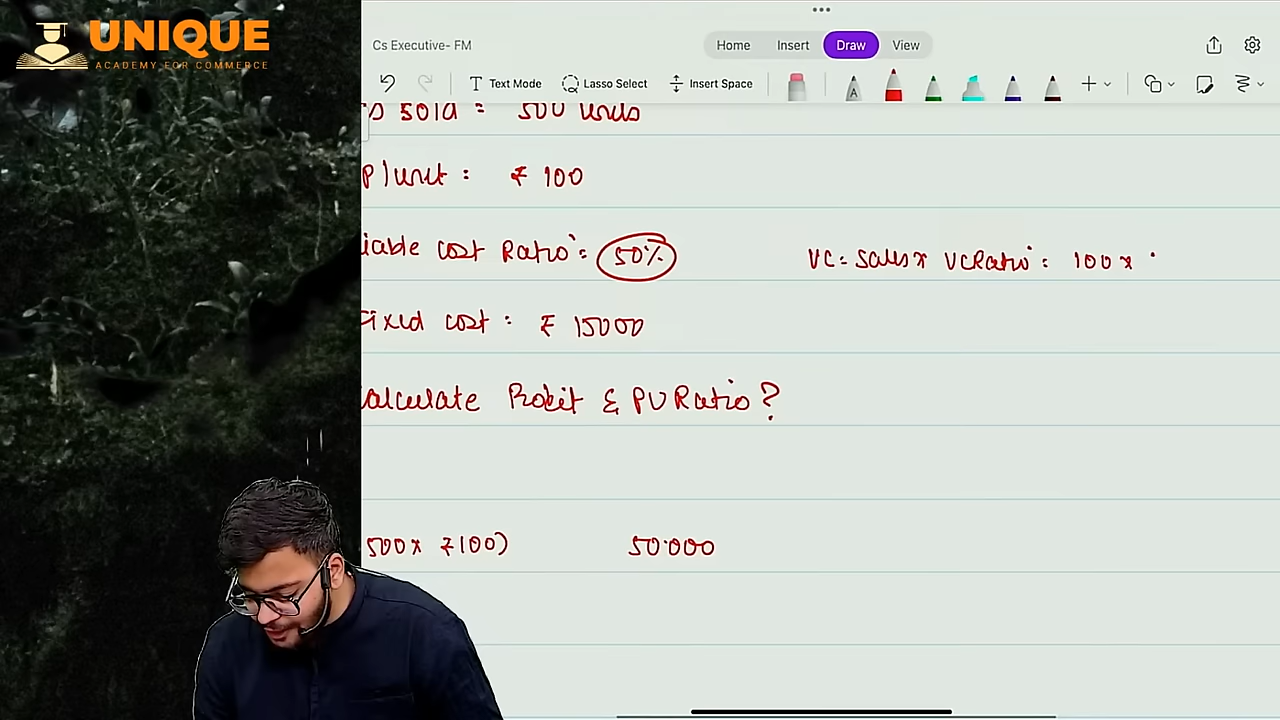 UNIQUE
ACADEMY FOR COMMERCE
Cs Executive- FM
Home Insert Draw View
Text Mode Lasso Select Insert Space
sold : 500 units
P/unit : ₹ 100
iable cost Ratio : 50%
VC = Sales x VC Ratio : 100 x
Fixed cost : ₹ 15000
Calculate Profit & PV Ratio?
500 x ₹100) 50.000